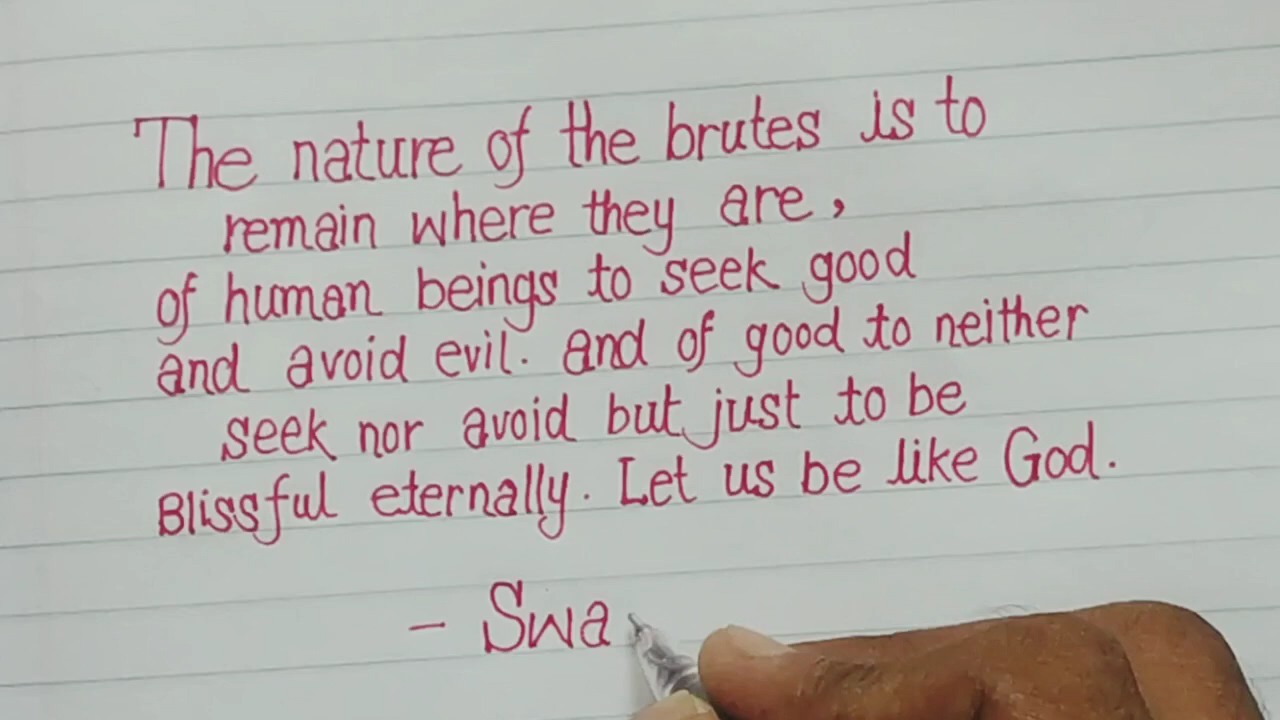 The nature of the brutes is to
remain where they are,
of human beings to seek good
and avoid evil. and of good to neither
seek nor avoid but just to be
Blissful eternally. Let us be like God.
- Swa